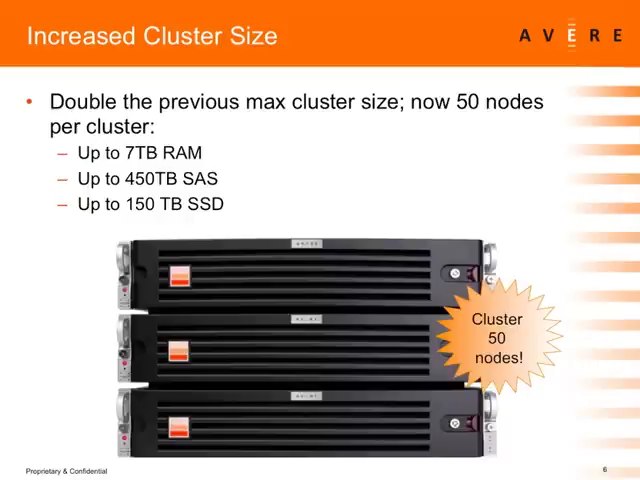 Increased Cluster Size
AVERE
• Double the previous max cluster size; now 50 nodes
per cluster:
– Up to 7TB RAM
– Up to 450TB SAS
– Up to 150 TB SSD
Cluster
50
nodes!
Proprietary & Confidential
6